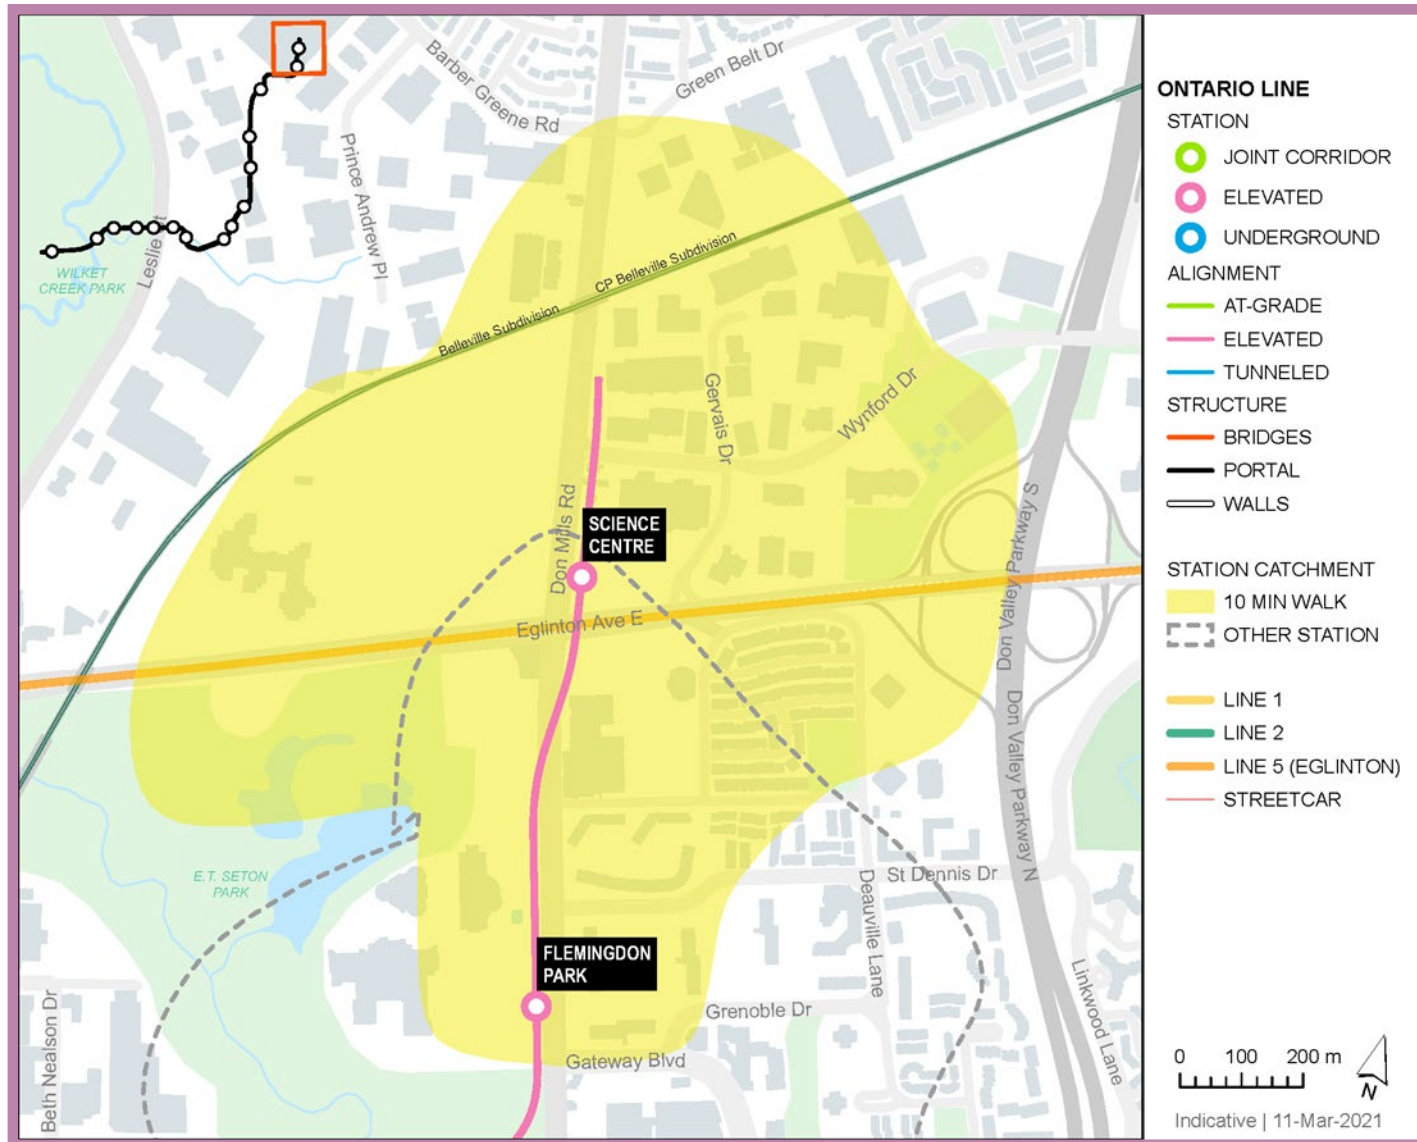 Barber Greene Rd
Green Belt Dr
Prince Andrew Pl
Leslie St
WILKET
CREEK PARK
Belleville Subdivision
CP Belleville Subdivision
Gervais Dr
Wynford Dr
Don Mills Rd
SCIENCE
CENTRE
Eglinton Ave E
Don Valley Parkway S
Don Valley Parkway N
E.T. SETON
PARK
St Dennis Dr
Deauville Lane
FLEMINGDON
PARK
Grenoble Dr
Gateway Blvd
Linkwood Lane
Beth Nealson Dr
ONTARIO LINE
STATION
JOINT CORRIDOR
ELEVATED
UNDERGROUND
ALIGNMENT
AT-GRADE
ELEVATED
TUNNELED
STRUCTURE
BRIDGES
PORTAL
WALLS
STATION CATCHMENT
10 MIN WALK
OTHER STATION
LINE 1
LINE 2
LINE 5 (EGLINTON)
STREETCAR
0 100 200 m
N
Indicative | 11-Mar-2021